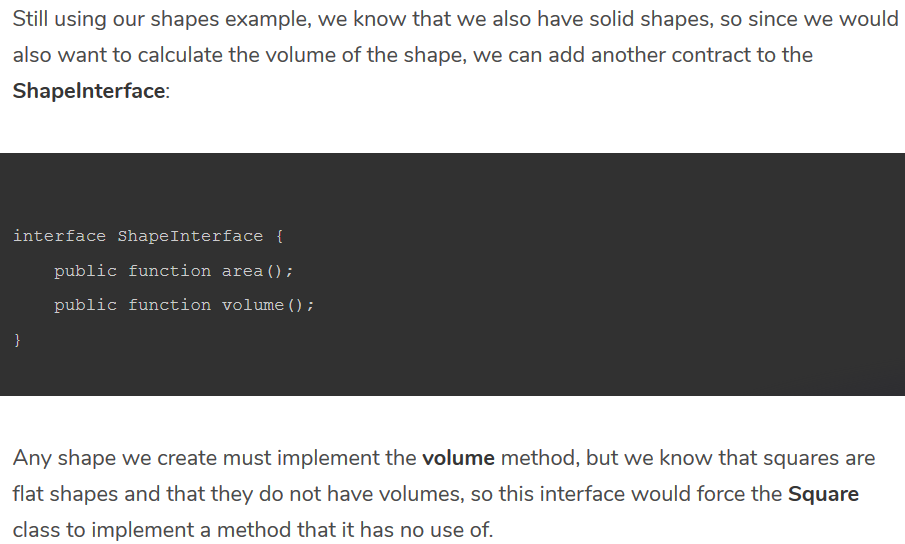 Still using our shapes example, we know that we also have solid shapes, so since we would
also want to calculate the volume of the shape, we can add another contract to the
ShapeInterface:
interface ShapeInterface {
    public function area();
    public function volume();
}
Any shape we create must implement the volume method, but we know that squares are
flat shapes and that they do not have volumes, so this interface would force the Square
class to implement a method that it has no use of.